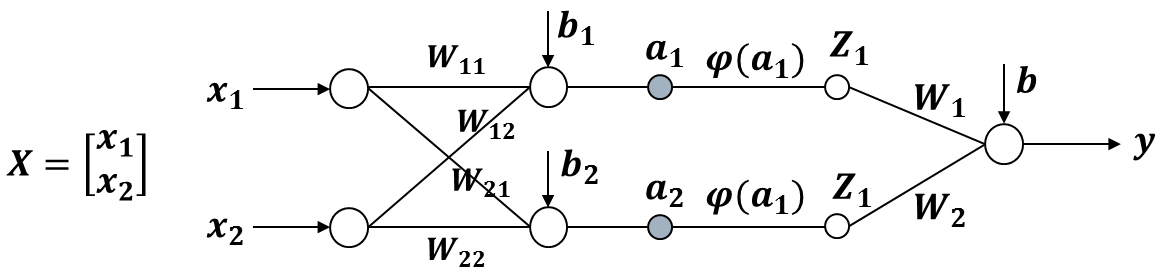 b₁
a₁
φ(a₁)
Z₁
W₁₁
x₁
W₁
b
W₁₂
X = [x₁ x₂]
y
W₂₁
b₂
a₂
φ(a₁)
Z₁
x₂
W₂₂
W₂